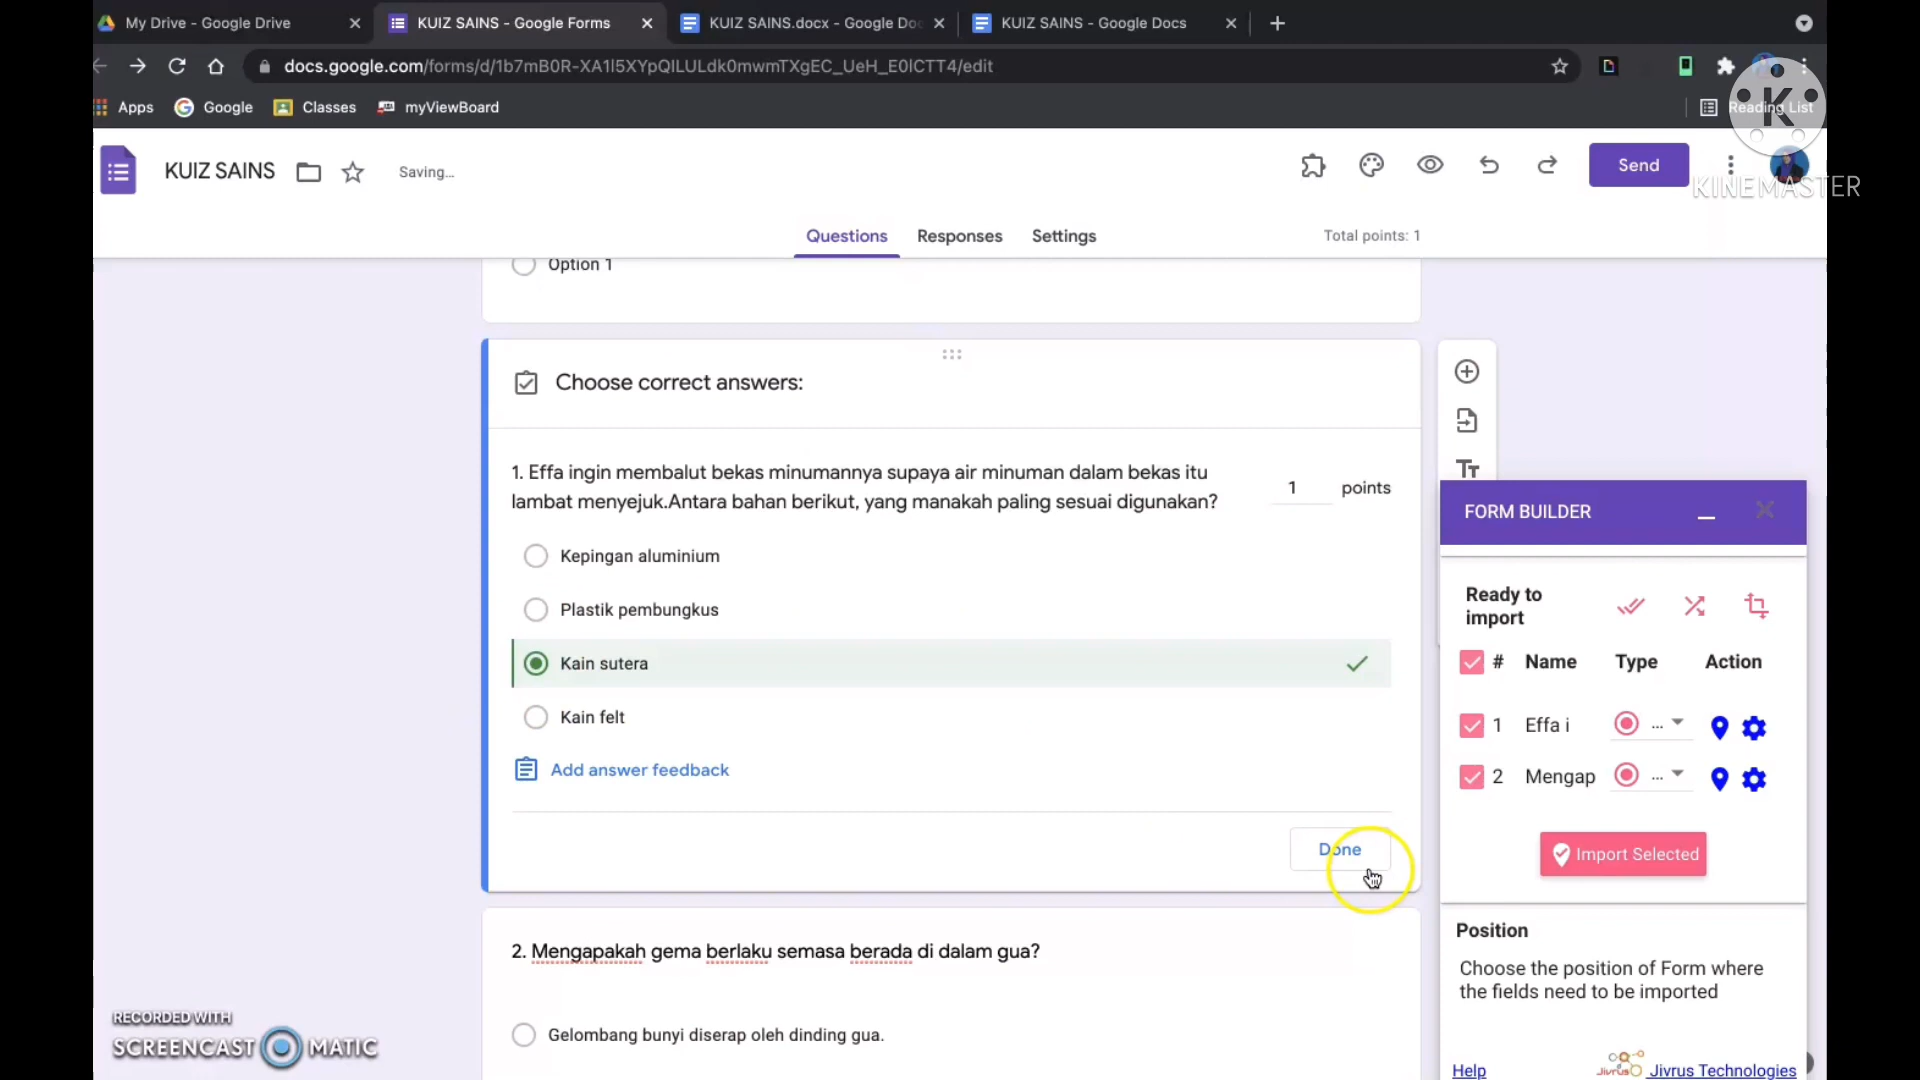 My Drive - Google Drive
KUIZ SAINS - Google Forms
KUIZ SAINS.docx - Google Doc
KUIZ SAINS - Google Docs
docs.google.com/forms/d/1b7mB0R-XA1l5XYpQILULdk0mwmTXgEC_UeH_E0lCTT4/edit
Apps
Google
Classes
myViewBoard
Reading List
K
KINEMASTER
KUIZ SAINS
Saving...
Send
Questions
Responses
Settings
Total points: 1
Option 1
Choose correct answers:
1. Effa ingin membalut bekas minumannya supaya air minuman dalam bekas itu
lambat menyejuk.Antara bahan berikut, yang manakah paling sesuai digunakan?
1 points
Kepingan aluminium
Plastik pembungkus
Kain sutera
Kain felt
Add answer feedback
Done
2. Mengapakah gema berlaku semasa berada di dalam gua?
Gelombang bunyi diserap oleh dinding gua.
Tт
FORM BUILDER
Ready to
import
# Name Type Action
1 Effa i ...
2 Mengap ...
Import Selected
Position
Choose the position of Form where
the fields need to be imported
Help
Jivrus Jivrus Technologies
RECORDED WITH
SCREENCAST MATIC